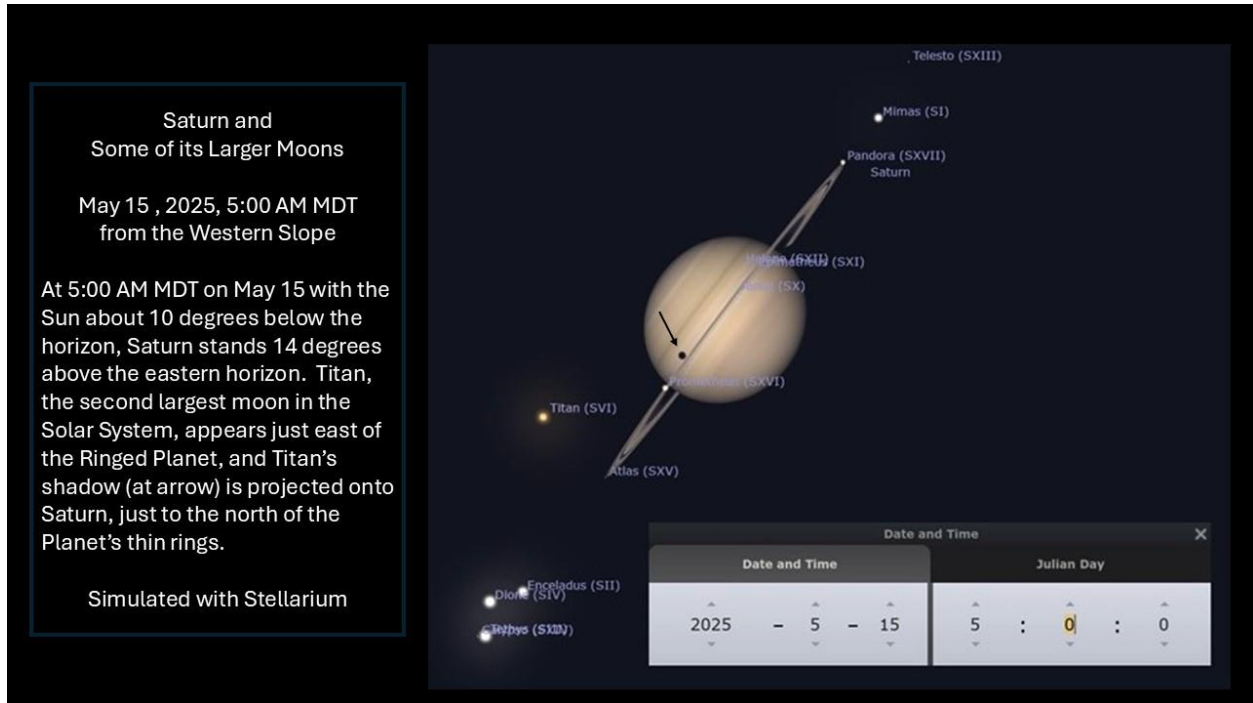 Saturn and
Some of its Larger Moons
May 15 , 2025, 5:00 AM MDT
from the Western Slope
At 5:00 AM MDT on May 15 with the
Sun about 10 degrees below the
horizon, Saturn stands 14 degrees
above the eastern horizon.  Titan,
the second largest moon in the
Solar System, appears just east of
the Ringed Planet, and Titan's
shadow (at arrow) is projected onto
Saturn, just to the north of the
Planet's thin rings.
Simulated with Stellarium
Telesto (SXIII)
Mimas (SI)
Pandora (SXVII)
Saturn
(SXI)
(SX)
Prometheus (SXVI)
Titan (SVI)
Atlas (SXV)
Enceladus (SII)
Dione (SIV)
Date and Time
Date and Time
Julian Day
2025 – 5 – 15
5 : 0 : 0